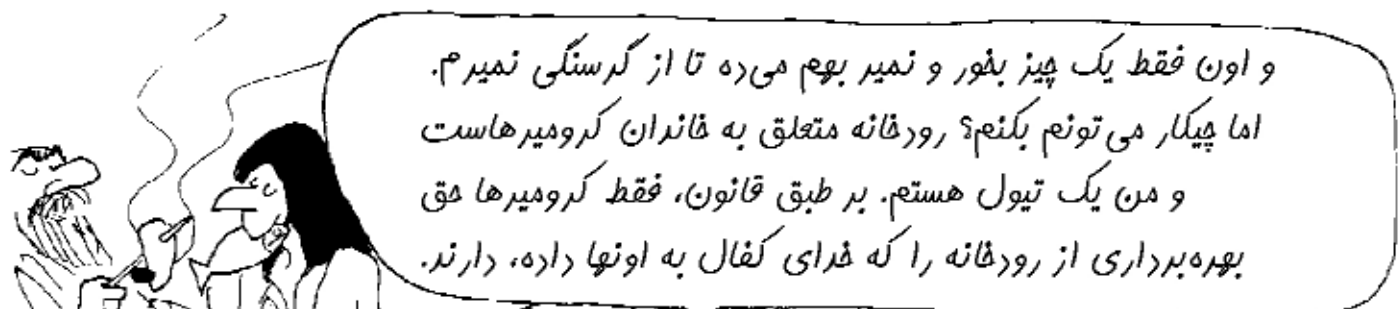 و اون فقط یک چیز بخور و نمیر بهم می‌ده تا از گرسنگی نمیرم.
اما چیکار می‌تونم بکنم؟ رودخانه متعلق به خاندان کرومیرهاست
و من یک تیول هستم. بر طبق قانون، فقط کرومیرها حق
بهره‌برداری از رودخانه را که خدای کفال به اونها داده، دارند.